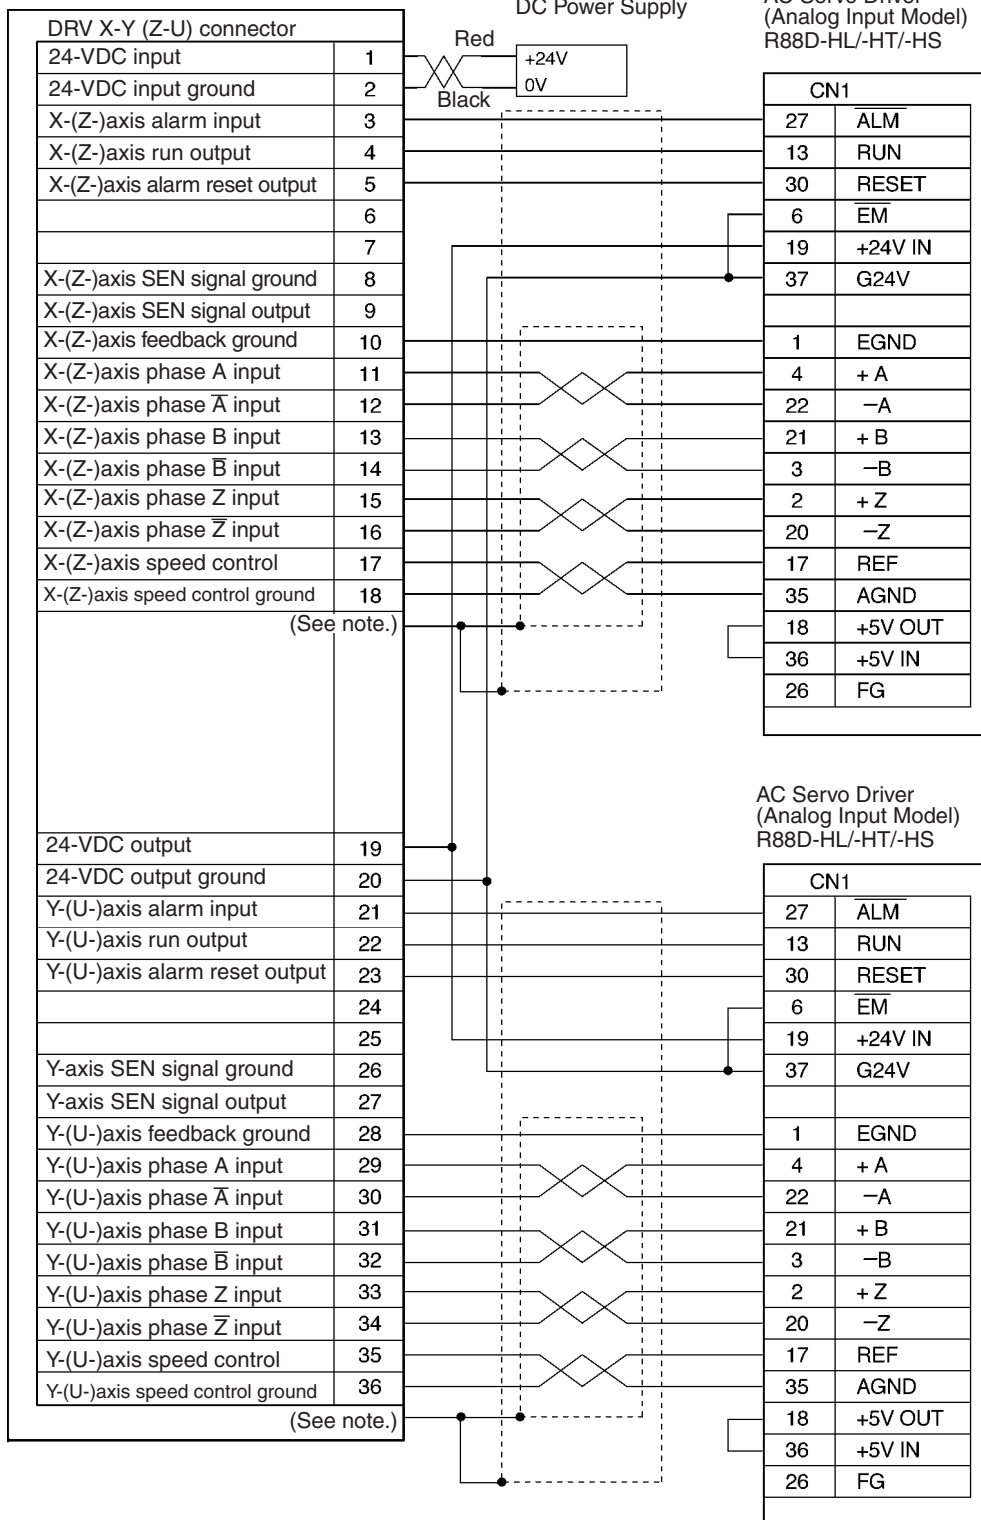 DC Power Supply
AC Servo Driver
(Analog Input Model)
R88D-HL/-HT/-HS
DRV X-Y (Z-U) connector
24-VDC input 1
24-VDC input ground 2
X-(Z-)axis alarm input 3
X-(Z-)axis run output 4
X-(Z-)axis alarm reset output 5
6
7
X-(Z-)axis SEN signal ground 8
X-(Z-)axis SEN signal output 9
X-(Z-)axis feedback ground 10
X-(Z-)axis phase A input 11
X-(Z-)axis phase A̅ input 12
X-(Z-)axis phase B input 13
X-(Z-)axis phase B̅ input 14
X-(Z-)axis phase Z input 15
X-(Z-)axis phase Z̅ input 16
X-(Z-)axis speed control 17
X-(Z-)axis speed control ground 18
(See note.)
Red
Black
+24V
0V
CN1
27 A̅L̅M̅
13 RUN
30 RESET
6 E̅M̅
19 +24V IN
37 G24V
1 EGND
4 +A
22 −A
21 +B
3 −B
2 +Z
20 −Z
17 REF
35 AGND
18 +5V OUT
36 +5V IN
26 FG
24-VDC output 19
24-VDC output ground 20
Y-(U-)axis alarm input 21
Y-(U-)axis run output 22
Y-(U-)axis alarm reset output 23
24
25
Y-axis SEN signal ground 26
Y-axis SEN signal output 27
Y-(U-)axis feedback ground 28
Y-(U-)axis phase A input 29
Y-(U-)axis phase A̅ input 30
Y-(U-)axis phase B input 31
Y-(U-)axis phase B̅ input 32
Y-(U-)axis phase Z input 33
Y-(U-)axis phase Z̅ input 34
Y-(U-)axis speed control 35
Y-(U-)axis speed control ground 36
(See note.)
AC Servo Driver
(Analog Input Model)
R88D-HL/-HT/-HS
CN1
27 A̅L̅M̅
13 RUN
30 RESET
6 E̅M̅
19 +24V IN
37 G24V
1 EGND
4 +A
22 −A
21 +B
3 −B
2 +Z
20 −Z
17 REF
35 AGND
18 +5V OUT
36 +5V IN
26 FG